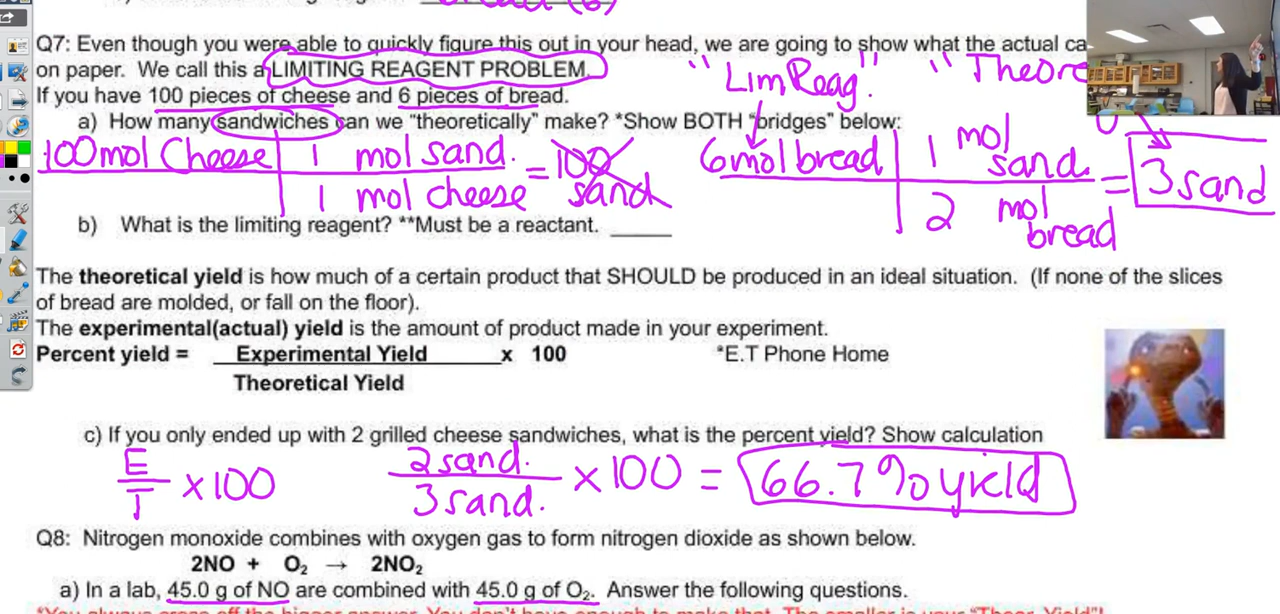 bread (6)
Q7: Even though you were able to quickly figure this out in your head, we are going to show what the actual ca
on paper. We call this a LIMITING REAGENT PROBLEM.
"LimReag." "Theore
If you have 100 pieces of cheese and 6 pieces of bread.
a) How many sandwiches can we "theoretically" make? *Show BOTH "bridges" below:
100mol Cheese 1 mol sand. = 100 sand
1 mol cheese
6mol bread 1 mol sand. = 3 sand
2 mol bread
b) What is the limiting reagent? **Must be a reactant. _____
The theoretical yield is how much of a certain product that SHOULD be produced in an ideal situation. (If none of the slices
of bread are molded, or fall on the floor).
The experimental(actual) yield is the amount of product made in your experiment.
Percent yield = Experimental Yield x 100 *E.T Phone Home
Theoretical Yield
c) If you only ended up with 2 grilled cheese sandwiches, what is the percent yield? Show calculation
E/T x100 2 sand. / 3 sand. x 100 = 66.7% yield
Q8: Nitrogen monoxide combines with oxygen gas to form nitrogen dioxide as shown below.
2NO + O₂ → 2NO₂
a) In a lab, 45.0 g of NO are combined with 45.0 g of O₂. Answer the following questions.